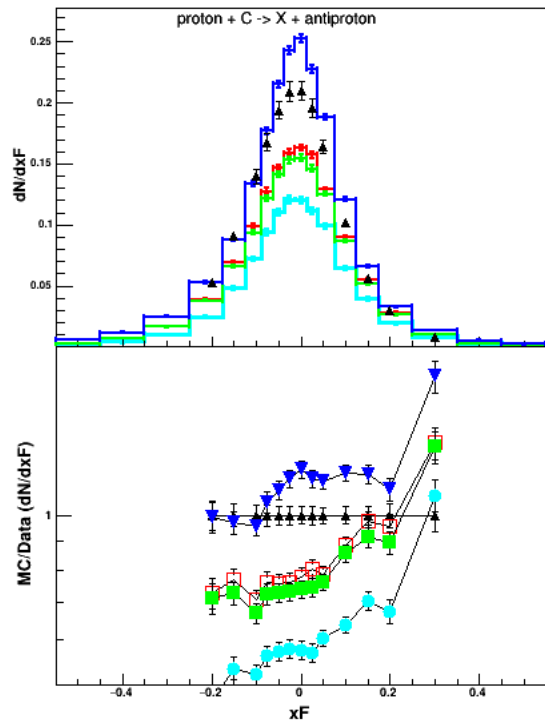 proton + C -> X + antiproton
dN/dxF
0.25
0.2
0.15
0.1
0.05
MC/Data (dN/dxF)
1
−0.4 −0.2 0 0.2 0.4
xF